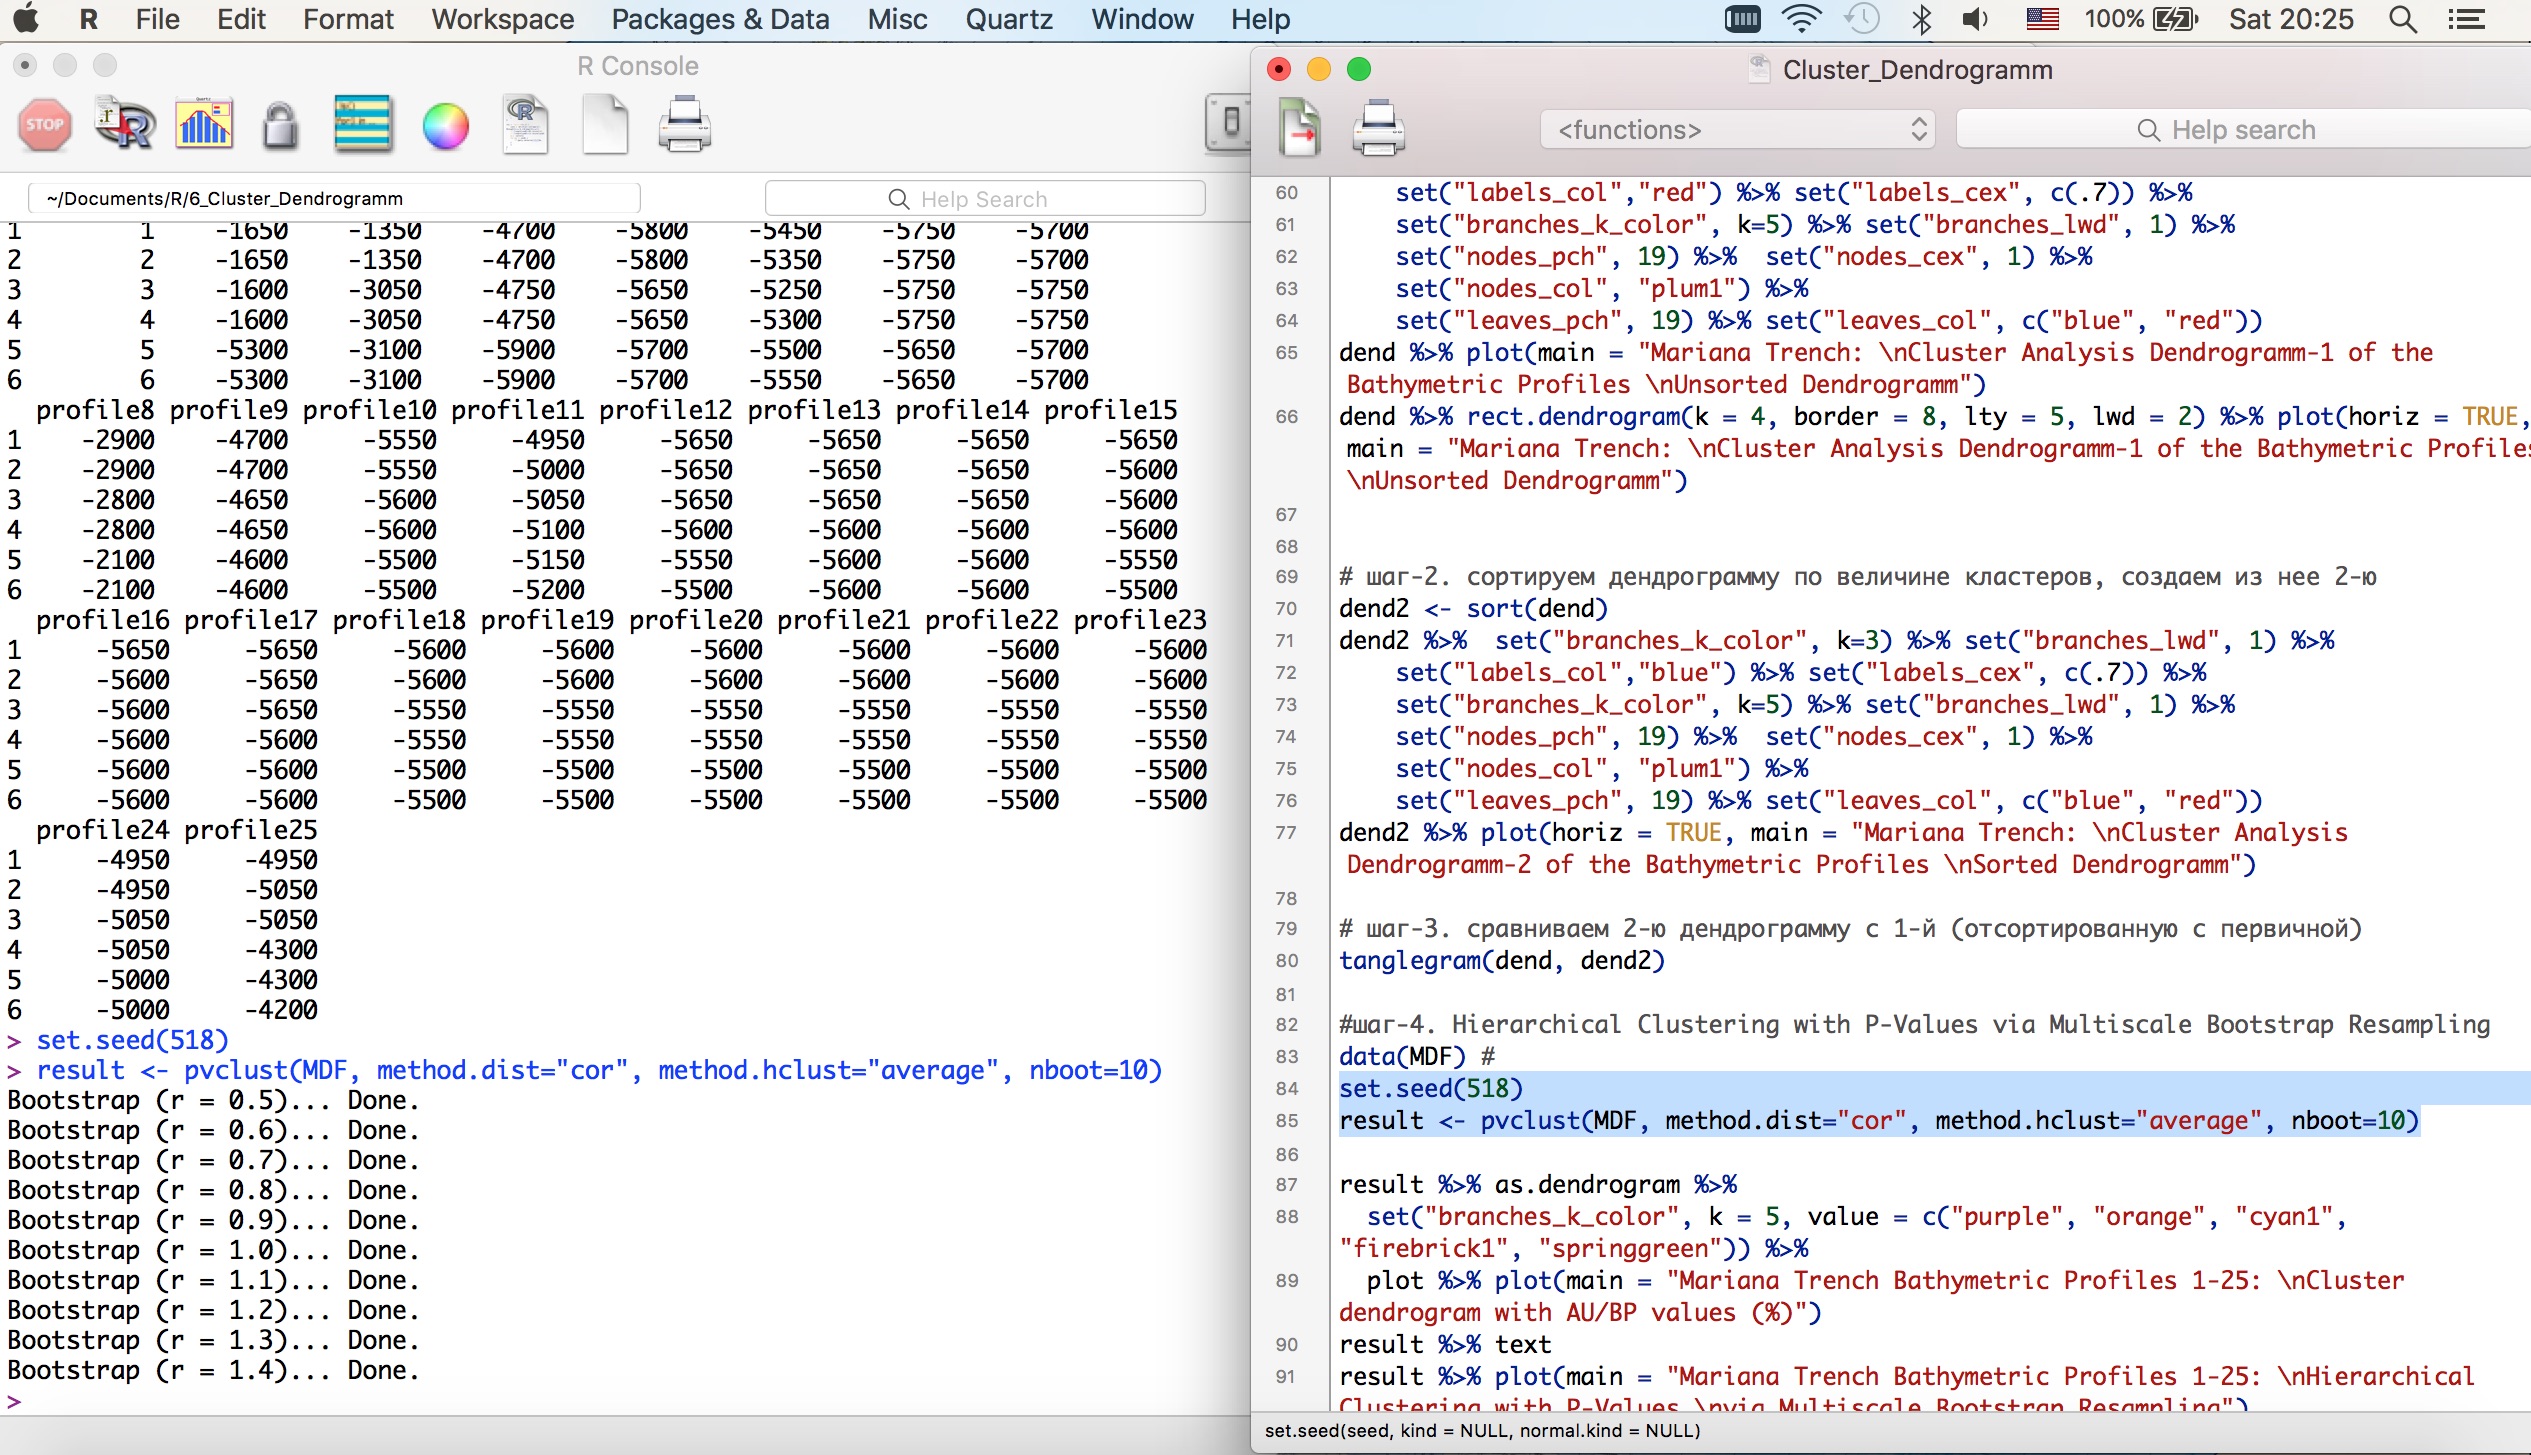 R File Edit Format Workspace Packages & Data Misc Quartz Window Help 100% Sat 20:25
R Console
STOP
~/Documents/R/6_Cluster_Dendrogramm Help Search
1 1 -1650 -1350 -4700 -5800 -5450 -5750 -5700
2 2 -1650 -1350 -4700 -5800 -5350 -5750 -5700
3 3 -1600 -3050 -4750 -5650 -5250 -5750 -5750
4 4 -1600 -3050 -4750 -5650 -5300 -5750 -5750
5 5 -5300 -3100 -5900 -5700 -5500 -5650 -5700
6 6 -5300 -3100 -5900 -5700 -5550 -5650 -5700
profile8 profile9 profile10 profile11 profile12 profile13 profile14 profile15
1 -2900 -4700 -5550 -4950 -5650 -5650 -5650 -5650
2 -2900 -4700 -5550 -5000 -5650 -5650 -5650 -5600
3 -2800 -4650 -5600 -5050 -5650 -5650 -5650 -5600
4 -2800 -4650 -5600 -5100 -5600 -5600 -5600 -5600
5 -2100 -4600 -5500 -5150 -5550 -5600 -5600 -5550
6 -2100 -4600 -5500 -5200 -5500 -5600 -5600 -5500
profile16 profile17 profile18 profile19 profile20 profile21 profile22 profile23
1 -5650 -5650 -5600 -5600 -5600 -5600 -5600 -5600
2 -5600 -5650 -5600 -5600 -5600 -5600 -5600 -5600
3 -5600 -5650 -5550 -5550 -5550 -5550 -5550 -5550
4 -5600 -5600 -5550 -5550 -5550 -5550 -5550 -5550
5 -5600 -5600 -5500 -5500 -5500 -5500 -5500 -5500
6 -5600 -5600 -5500 -5500 -5500 -5500 -5500 -5500
profile24 profile25
1 -4950 -4950
2 -4950 -5050
3 -5050 -5050
4 -5050 -4300
5 -5000 -4300
6 -5000 -4200
> set.seed(518)
> result <- pvclust(MDF, method.dist="cor", method.hclust="average", nboot=10)
Bootstrap (r = 0.5)... Done.
Bootstrap (r = 0.6)... Done.
Bootstrap (r = 0.7)... Done.
Bootstrap (r = 0.8)... Done.
Bootstrap (r = 0.9)... Done.
Bootstrap (r = 1.0)... Done.
Bootstrap (r = 1.1)... Done.
Bootstrap (r = 1.2)... Done.
Bootstrap (r = 1.3)... Done.
Bootstrap (r = 1.4)... Done.
>
Cluster_Dendrogramm
<functions> Help search
60 set("labels_col","red") %>% set("labels_cex", c(.7)) %>%
61 set("branches_k_color", k=5) %>% set("branches_lwd", 1) %>%
62 set("nodes_pch", 19) %>%  set("nodes_cex", 1) %>%
63 set("nodes_col", "plum1") %>%
64 set("leaves_pch", 19) %>% set("leaves_col", c("blue", "red"))
65 dend %>% plot(main = "Mariana Trench: \nCluster Analysis Dendrogramm-1 of the
Bathymetric Profiles \nUnsorted Dendrogramm")
66 dend %>% rect.dendrogram(k = 4, border = 8, lty = 5, lwd = 2) %>% plot(horiz = TRUE,
main = "Mariana Trench: \nCluster Analysis Dendrogramm-1 of the Bathymetric Profiles
\nUnsorted Dendrogramm")
67
68
69 # шаг-2. сортируем дендрограмму по величине кластеров, создаем из нее 2-ю
70 dend2 <- sort(dend)
71 dend2 %>%  set("branches_k_color", k=3) %>% set("branches_lwd", 1) %>%
72 set("labels_col","blue") %>% set("labels_cex", c(.7)) %>%
73 set("branches_k_color", k=5) %>% set("branches_lwd", 1) %>%
74 set("nodes_pch", 19) %>%  set("nodes_cex", 1) %>%
75 set("nodes_col", "plum1") %>%
76 set("leaves_pch", 19) %>% set("leaves_col", c("blue", "red"))
77 dend2 %>% plot(horiz = TRUE, main = "Mariana Trench: \nCluster Analysis
Dendrogramm-2 of the Bathymetric Profiles \nSorted Dendrogramm")
78
79 # шаг-3. сравниваем 2-ю дендрограмму с 1-й (отсортированную с первичной)
80 tanglegram(dend, dend2)
81
82 #шаг-4. Hierarchical Clustering with P-Values via Multiscale Bootstrap Resampling
83 data(MDF) #
84 set.seed(518)
85 result <- pvclust(MDF, method.dist="cor", method.hclust="average", nboot=10)
86
87 result %>% as.dendrogram %>%
88 set("branches_k_color", k = 5, value = c("purple", "orange", "cyan1",
"firebrick1", "springgreen")) %>%
89 plot %>% plot(main = "Mariana Trench Bathymetric Profiles 1-25: \nCluster
dendrogram with AU/BP values (%)")
90 result %>% text
91 result %>% plot(main = "Mariana Trench Bathymetric Profiles 1-25: \nHierarchical
Clustering with P-Values \nvia Multiscale Bootstrap Resampling")
set.seed(seed, kind = NULL, normal.kind = NULL)